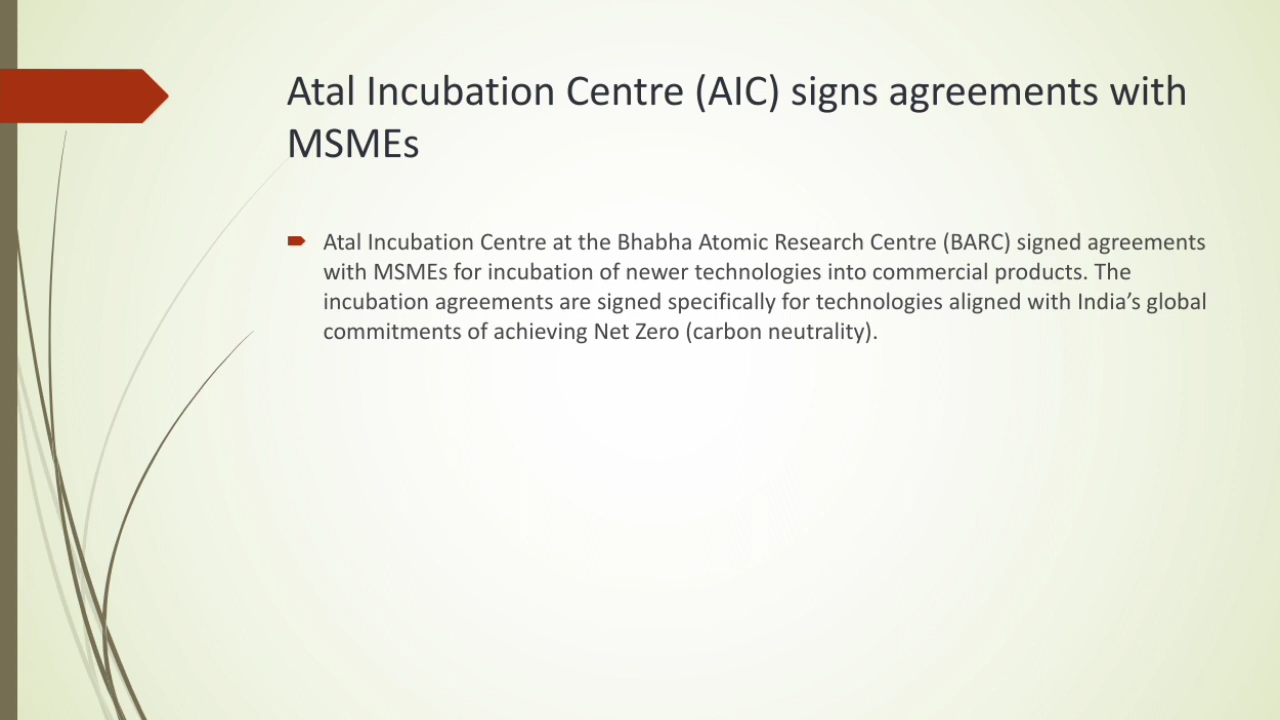 Atal Incubation Centre (AIC) signs agreements with
MSMEs
Atal Incubation Centre at the Bhabha Atomic Research Centre (BARC) signed agreements
with MSMEs for incubation of newer technologies into commercial products. The
incubation agreements are signed specifically for technologies aligned with India’s global
commitments of achieving Net Zero (carbon neutrality).